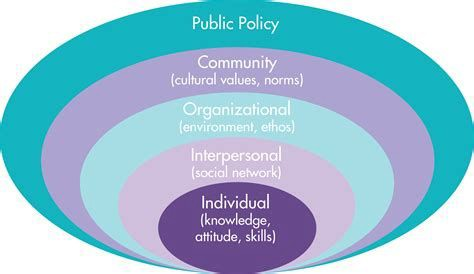 Public Policy
Community
(cultural values, norms)
Organizational
(environment, ethos)
Interpersonal
(social network)
Individual
(knowledge,
attitude, skills)